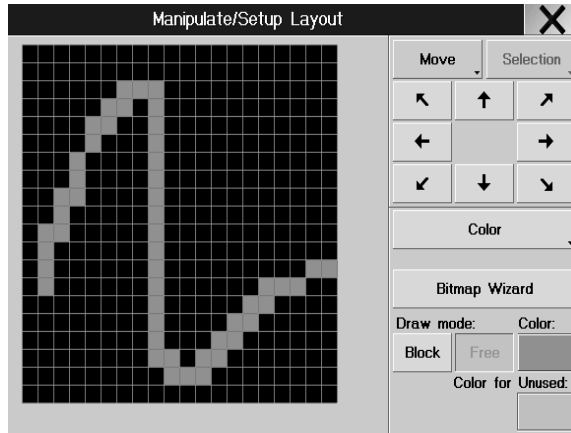 Manipulate/Setup Layout
Move
Selection
Color
Bitmap Wizard
Draw mode:
Color:
Block
Free
Color for Unused: